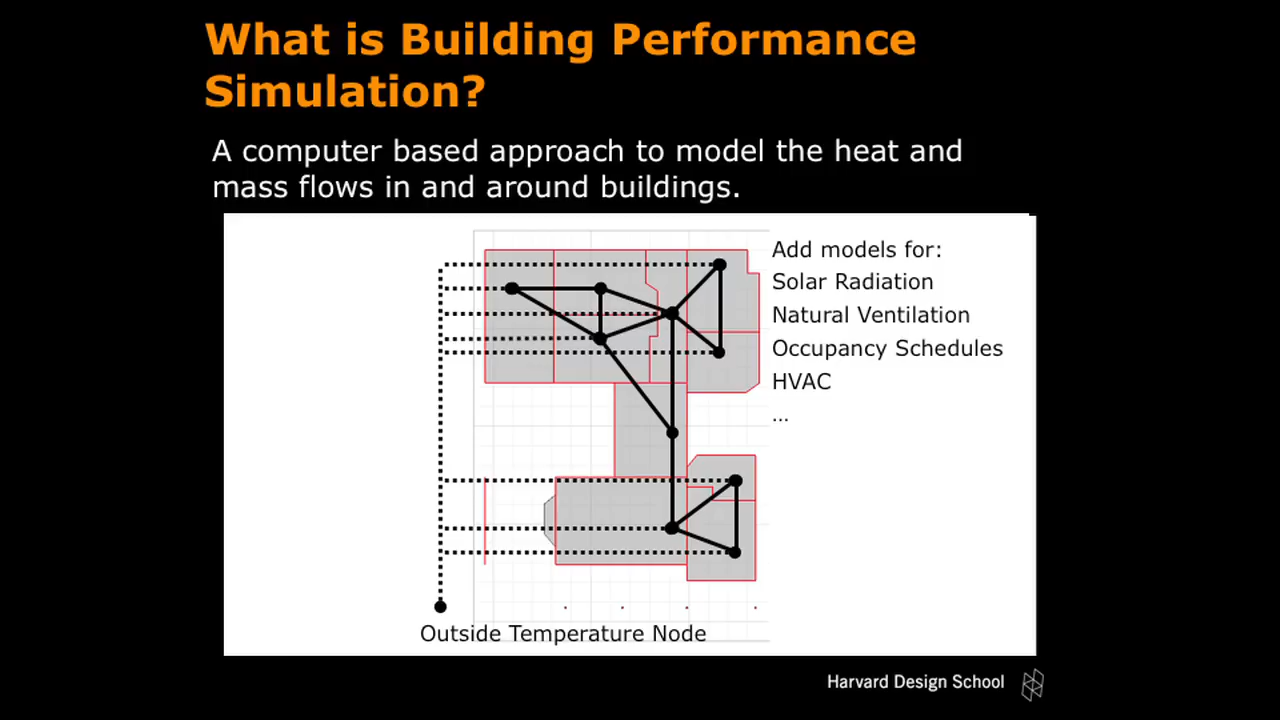 What is Building Performance
Simulation?
A computer based approach to model the heat and
mass flows in and around buildings.
Add models for:
Solar Radiation
Natural Ventilation
Occupancy Schedules
HVAC
...
Outside Temperature Node
Harvard Design School